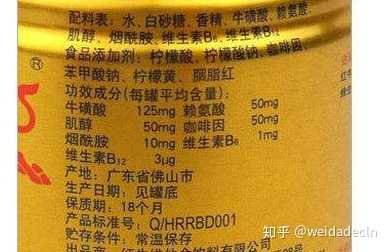 配料表：水、白砂糖、香精、牛磺酸、赖氨酸、
肌醇、烟酰胺、维生素B₆、维生素B₁₂
食品添加剂：柠檬酸、柠檬酸钠、咖啡因、
苯甲酸钠、柠檬黄、胭脂红
功效成分(每罐平均含量)：
牛磺酸 125mg 赖氨酸 50mg
肌醇 50mg 咖啡因 50mg
烟酰胺 10mg 维生素B₆ 1mg
维生素B₁₂ 3μg
产地：广东省佛山市
生产日期：见罐底
保质期：18个月
产品标准号：Q/HRRBD001
贮存条件：常温保存
®
知乎 @weidadecln